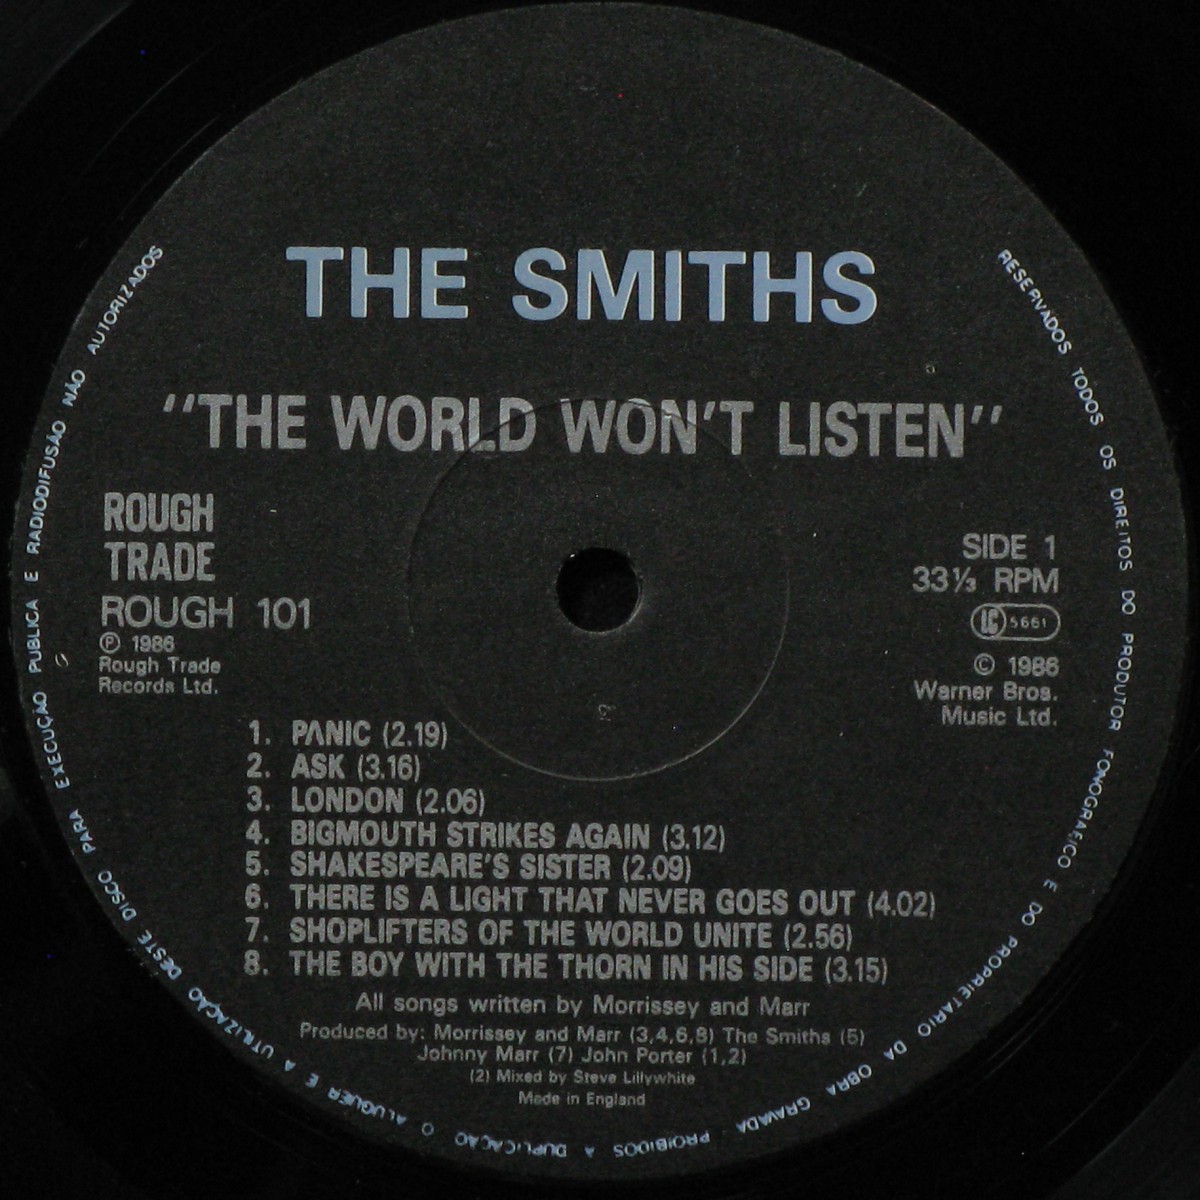 THE SMITHS
"THE WORLD WON'T LISTEN"
ROUGH
TRADE
ROUGH 101
℗ 1986
Rough Trade
Records Ltd.
SIDE 1
33⅓ RPM
LC 5661
© 1986
Warner Bros.
Music Ltd.
1. PANIC (2.19)
2. ASK (3.16)
3. LONDON (2.06)
4. BIGMOUTH STRIKES AGAIN (3.12)
5. SHAKESPEARE'S SISTER (2.09)
6. THERE IS A LIGHT THAT NEVER GOES OUT (4.02)
7. SHOPLIFTERS OF THE WORLD UNITE (2.56)
8. THE BOY WITH THE THORN IN HIS SIDE (3.15)
All songs written by Morrissey and Marr
Produced by: Morrissey and Marr (3,4,6,8) The Smiths (5)
Johnny Marr (7) John Porter (1,2)
(2) Mixed by Steve Lillywhite
Made in England
RESERVADOS TODOS OS DIREITOS DO PRODUTOR FONOGRAFICO E DO PROPRIETARIO DA OBRA GRAVADA PROIBIDOS A DUPLICAÇÃO O ALUGUER E A UTILIZAÇÃO DESTE DISCO PARA EXECUÇÃO PUBLICA E RADIODIFUSÃO NÃO AUTORIZADOS